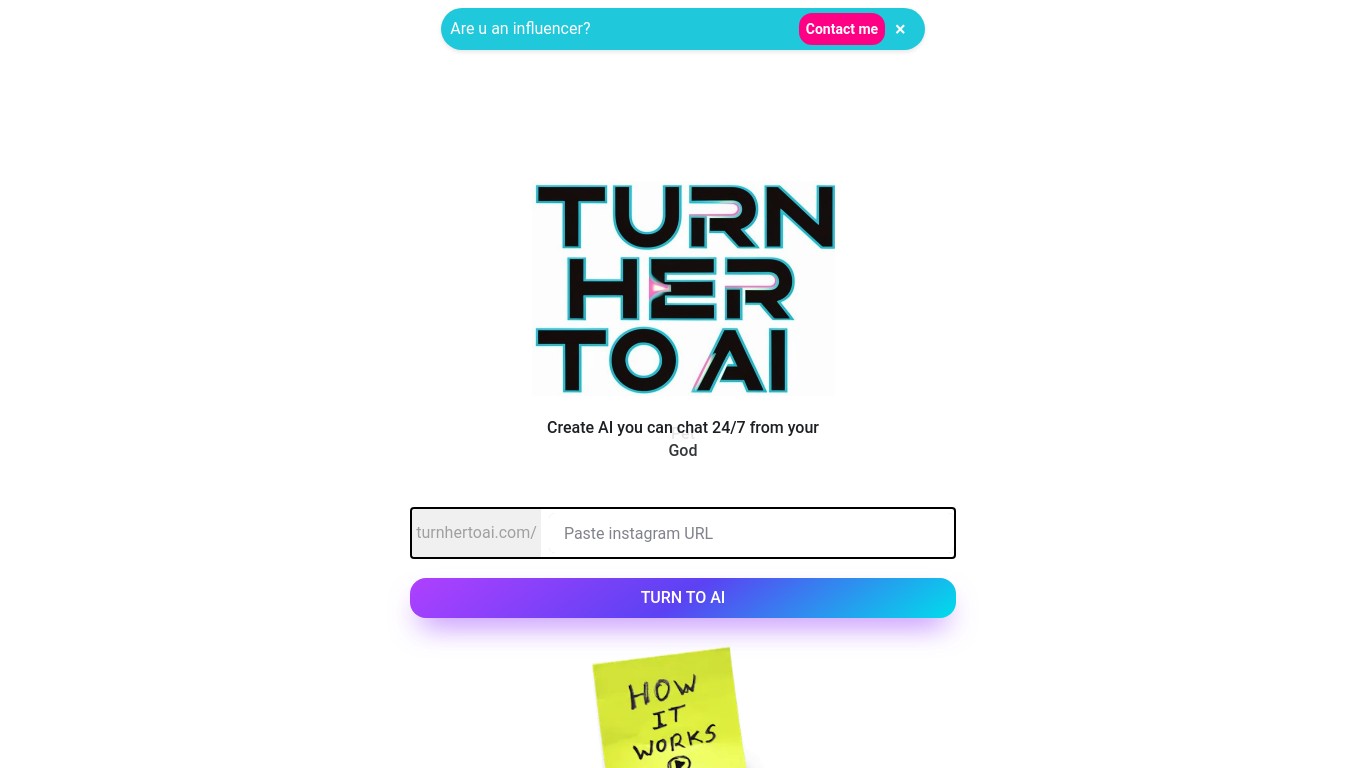 Are u an influencer?
Contact me
×
TURN
HER
TO AI
Create AI you can chat 24/7 from your
God
turnhertoai.com/
Paste instagram URL
TURN TO AI
HOW
IT
WORKS